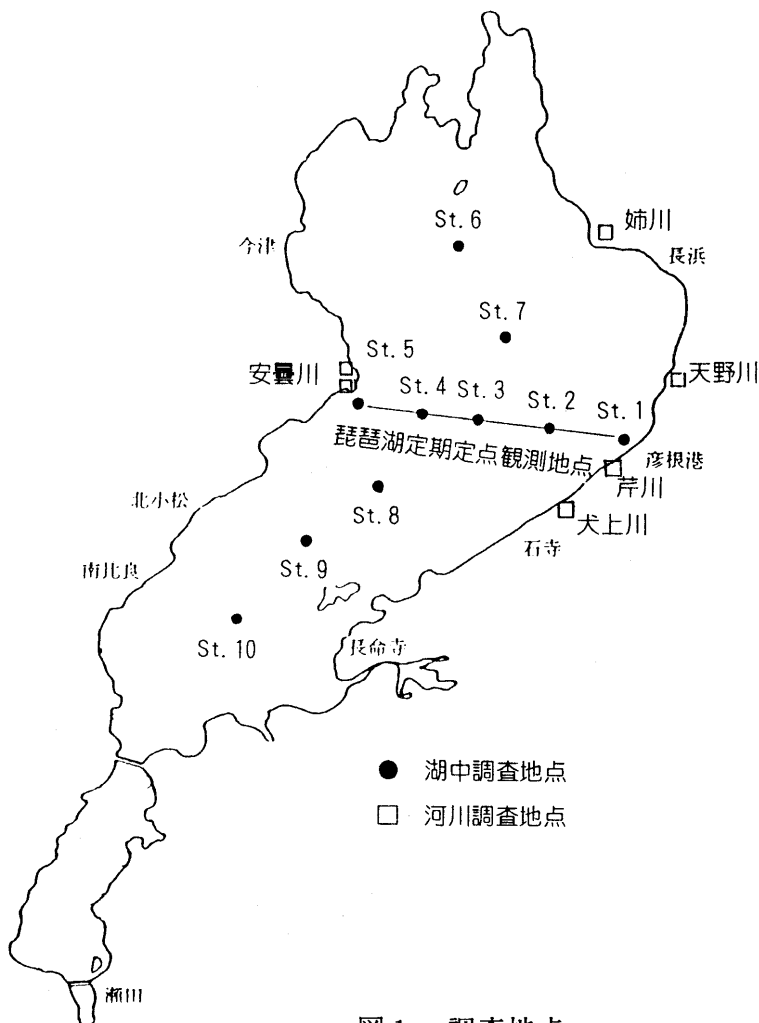 St. 6
姉川
今津
長浜
St. 7
St. 5
安曇川
天野川
St. 4
St. 3
St. 2
St. 1
琵琶湖定期定点観測地点
彦根港
芹川
北小松
St. 8
犬上川
石寺
St. 9
南比良
St. 10
長命寺
● 湖中調査地点
□ 河川調査地点
瀬川
図1 調査地点